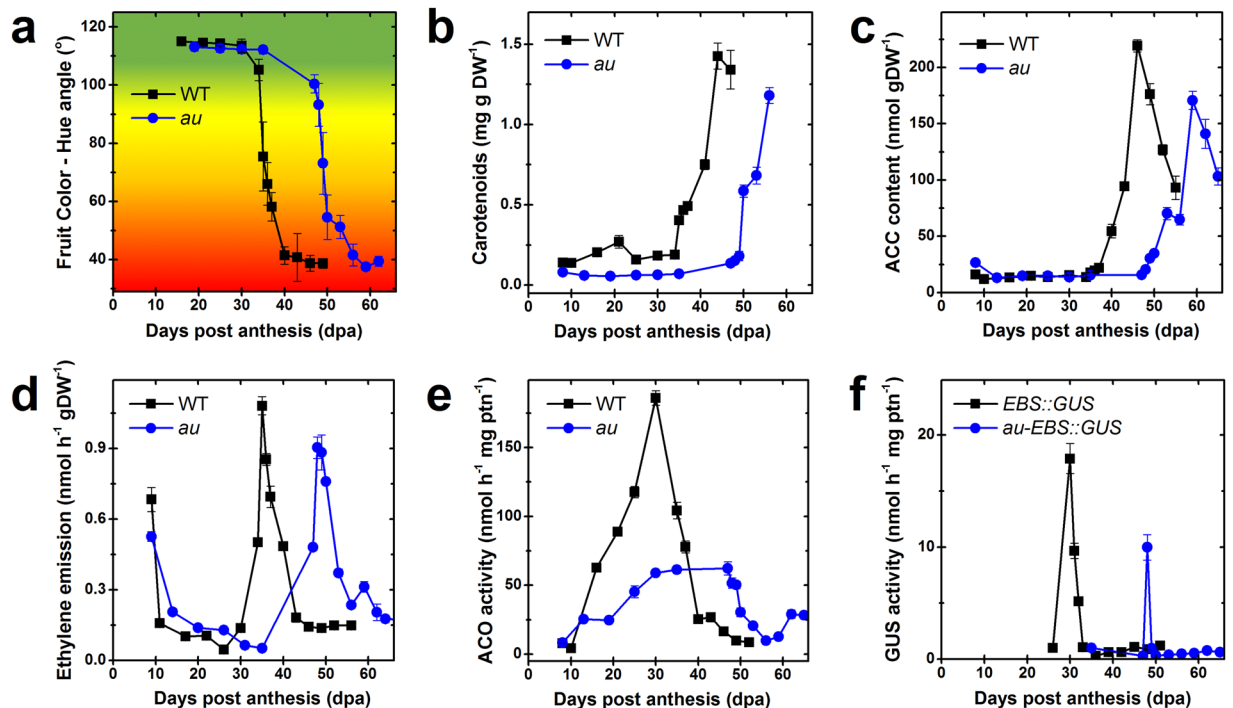 a
Fruit Color - Hue angle (°)
120
100
80
60
40
WT
au
0 10 20 30 40 50 60
Days post anthesis (dpa)
b
Carotenoids (mg g DW⁻¹)
1.5
1.0
0.5
0.0
WT
au
0 10 20 30 40 50 60
Days post anthesis (dpa)
c
ACC content (nmol gDW⁻¹)
200
150
100
50
0
WT
au
0 10 20 30 40 50 60
Days post anthesis (dpa)
d
Ethylene emission (nmol h⁻¹ gDW⁻¹)
0.9
0.6
0.3
0.0
WT
au
0 10 20 30 40 50 60
Days post anthesis (dpa)
e
ACO activity (nmol h⁻¹ mg ptn⁻¹)
150
100
50
0
WT
au
0 10 20 30 40 50 60
Days post anthesis (dpa)
f
GUS activity (nmol h⁻¹ mg ptn⁻¹)
20
10
0
EBS::GUS
au-EBS::GUS
0 10 20 30 40 50 60
Days post anthesis (dpa)